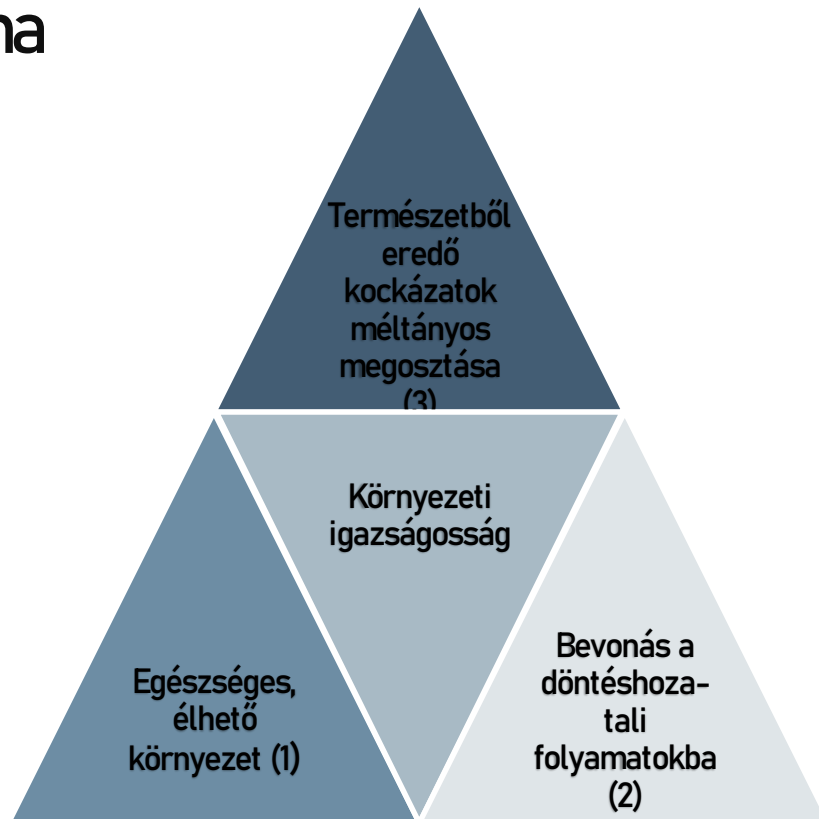 na
Természetből
eredő
kockázatok
méltányos
megosztása
(3)
Környezeti
igazságosság
Egészséges,
élhető
környezet (1)
Bevonás a
döntéshoza-
tali
folyamatokba
(2)